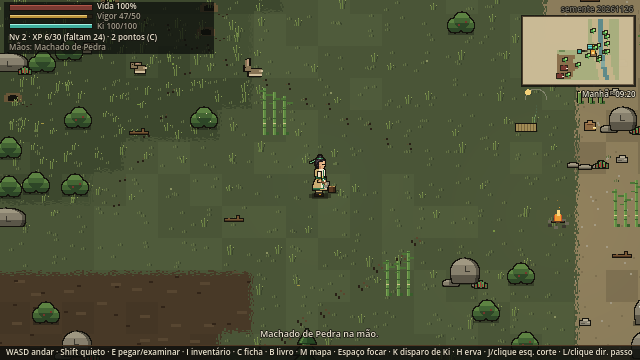 Vida 100%
Vigor 47/50
Ki 100/100
Nv 2 · XP 6/30 (faltam 24) · 2 pontos (C)
Mãos: Machado de Pedra
semente 20261126
Manhã 09:20
Machado de Pedra na mão.
WASD andar · Shift quieto · E pegar/examinar · I inventário · C ficha · B livro · M mapa · Espaço focar · K disparo de Ki · H erva · J/clique esq. corte · L/clique dir. pass